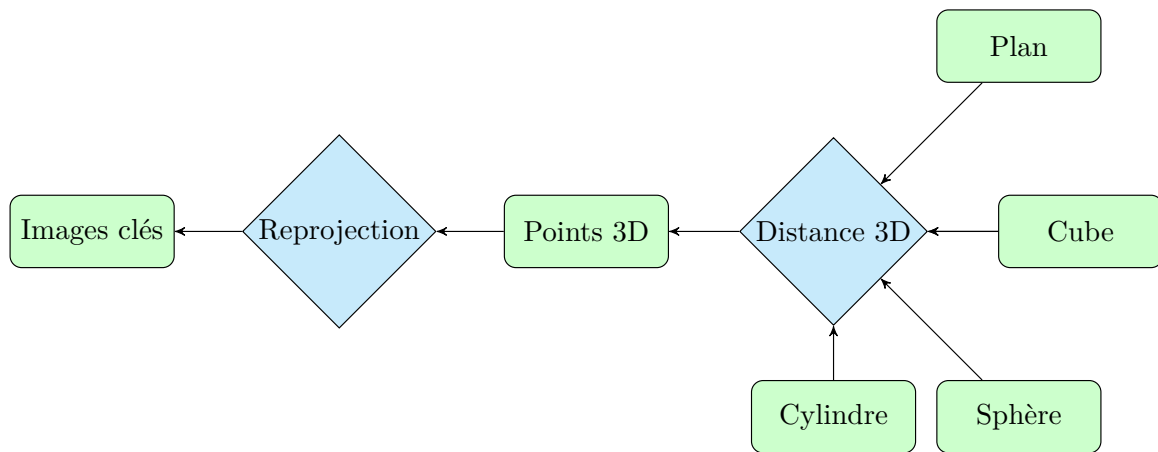 Plan
Images clés
Reprojection
Points 3D
Distance 3D
Cube
Cylindre
Sphère